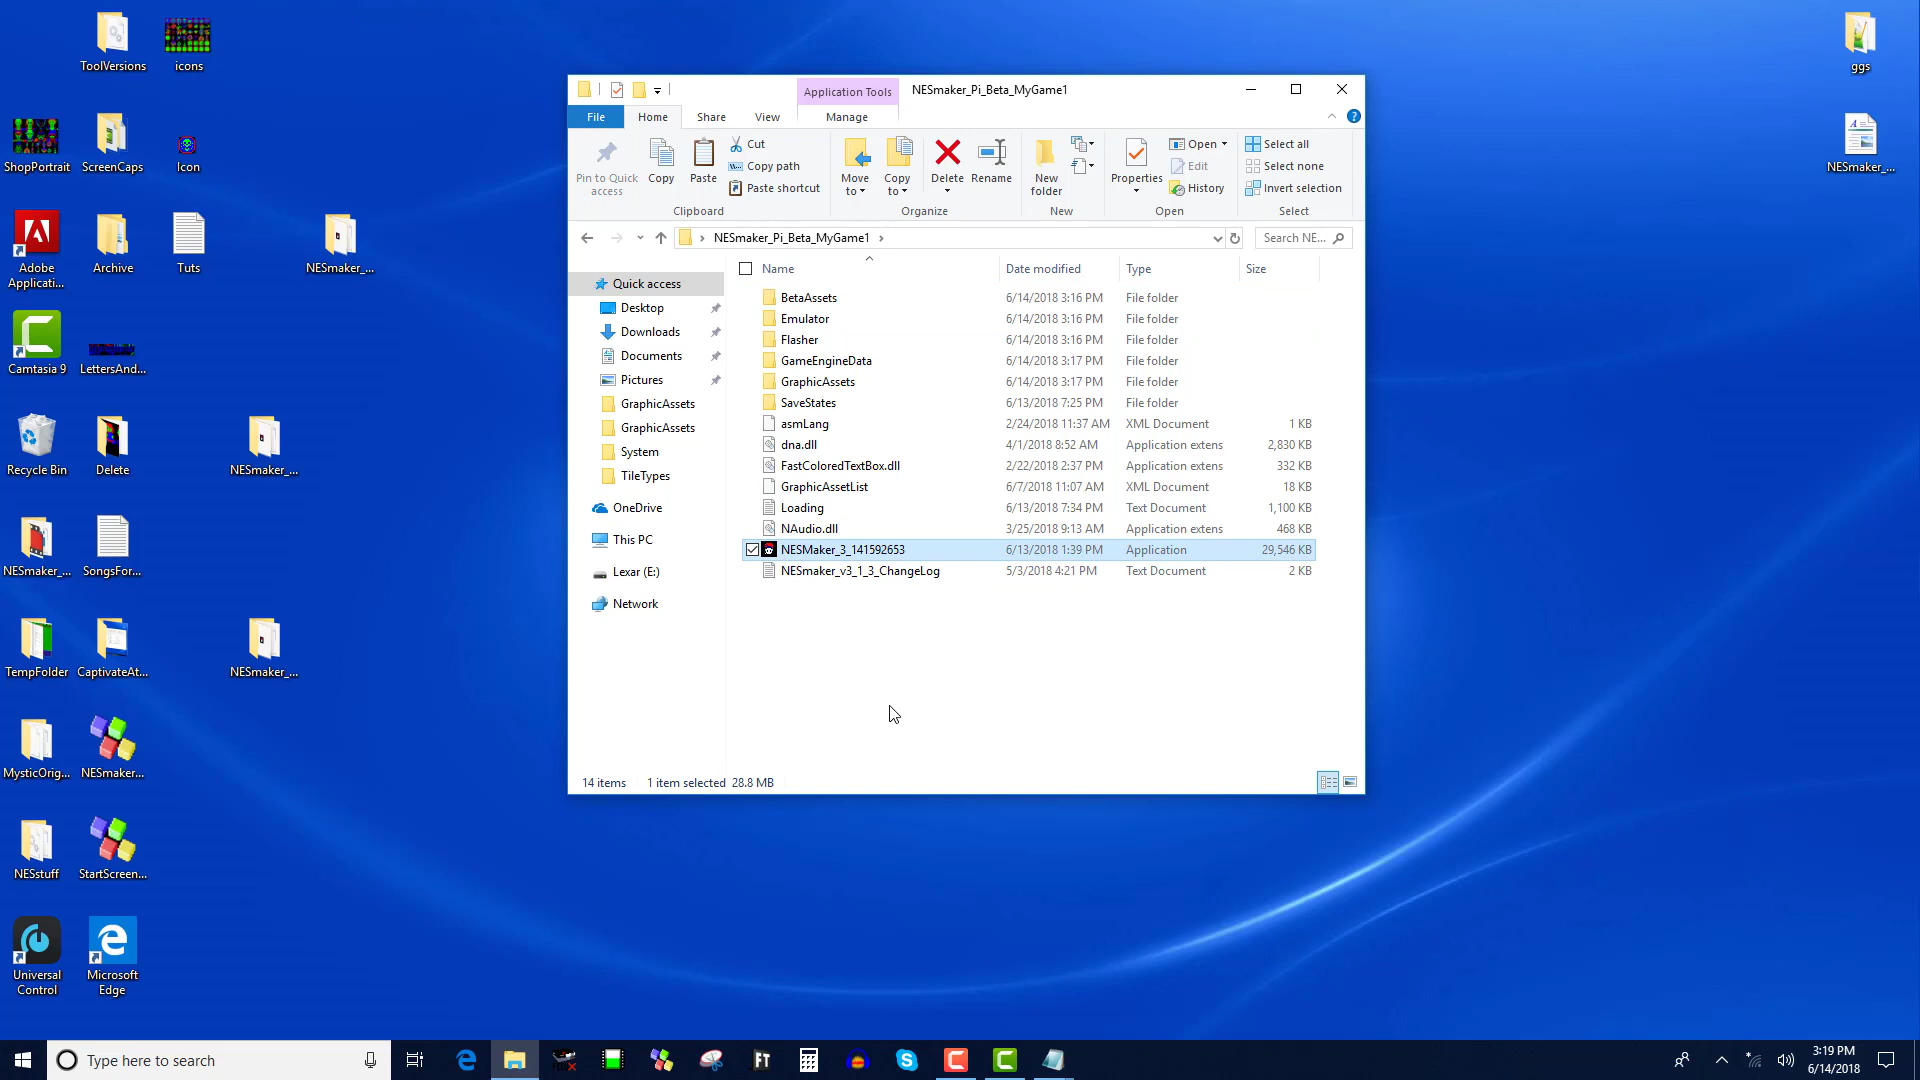 ToolVersions
icons
ggs
ShopPortrait
ScreenCaps
Icon
NESmaker_...
Adobe
Applicati...
Archive
Tuts
NESmaker_...
Camtasia 9
LettersAnd...
Recycle Bin
Delete
NESmaker_...
NESmaker_...
SongsFor...
TempFolder
CaptivateAt...
NESmaker_...
MysticOrig...
NESmaker...
NESstuff
StartScreen...
Universal
Control
Microsoft
Edge
Application Tools
NESmaker_Pi_Beta_MyGame1
File
Home
Share
View
Manage
Pin to Quick
access
Copy
Paste
Cut
Copy path
Paste shortcut
Clipboard
Move
to
Copy
to
Delete
Rename
Organize
New
folder
New
Properties
Open
Edit
History
Open
Select all
Select none
Invert selection
Select
NESmaker_Pi_Beta_MyGame1
Search NE...
Quick access
Desktop
Downloads
Documents
Pictures
GraphicAssets
GraphicAssets
System
TileTypes
OneDrive
This PC
Lexar (E:)
Network
Name Date modified Type Size
BetaAssets 6/14/2018 3:16 PM File folder
Emulator 6/14/2018 3:16 PM File folder
Flasher 6/14/2018 3:16 PM File folder
GameEngineData 6/14/2018 3:17 PM File folder
GraphicAssets 6/14/2018 3:17 PM File folder
SaveStates 6/13/2018 7:25 PM File folder
asmLang 2/24/2018 11:37 AM XML Document 1 KB
dna.dll 4/1/2018 8:52 AM Application extens 2,830 KB
FastColoredTextBox.dll 2/22/2018 2:37 PM Application extens 332 KB
GraphicAssetList 6/7/2018 11:07 AM XML Document 18 KB
Loading 6/13/2018 7:34 PM Text Document 1,100 KB
NAudio.dll 3/25/2018 9:13 AM Application extens 468 KB
NESMaker_3_141592653 6/13/2018 1:39 PM Application 29,546 KB
NESmaker_v3_1_3_ChangeLog 5/3/2018 4:21 PM Text Document 2 KB
14 items 1 item selected 28.8 MB
Type here to search
FT
3:19 PM
6/14/2018